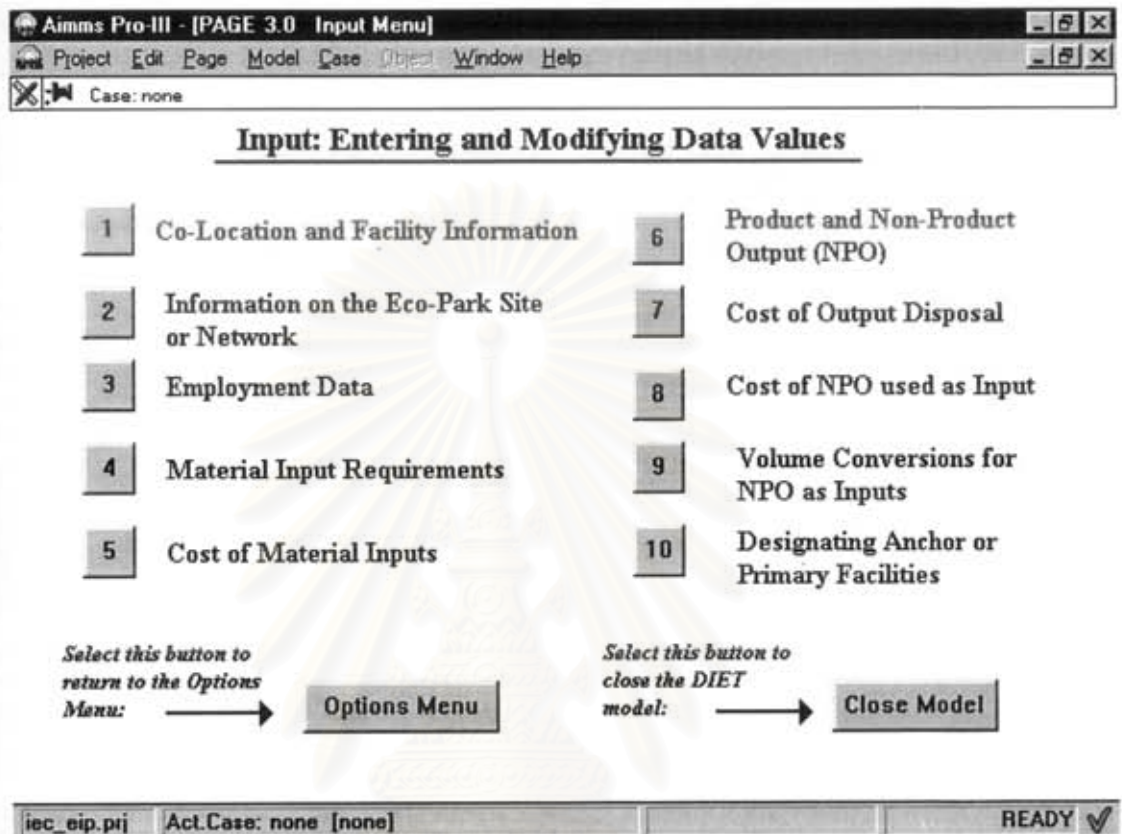 Aimms Pro-III - [PAGE 3.0 Input Menu]
Project Edit Page Model Case Object Window Help
Case: none
Input: Entering and Modifying Data Values
1 Co-Location and Facility Information
2 Information on the Eco-Park Site
or Network
3 Employment Data
4 Material Input Requirements
5 Cost of Material Inputs
6 Product and Non-Product
Output (NPO)
7 Cost of Output Disposal
8 Cost of NPO used as Input
9 Volume Conversions for
NPO as Inputs
10 Designating Anchor or
Primary Facilities
Select this button to
return to the Options
Menu:
Options Menu
Select this button to
close the DIET
model:
Close Model
iec_eip.prj Act.Case: none [none] READY